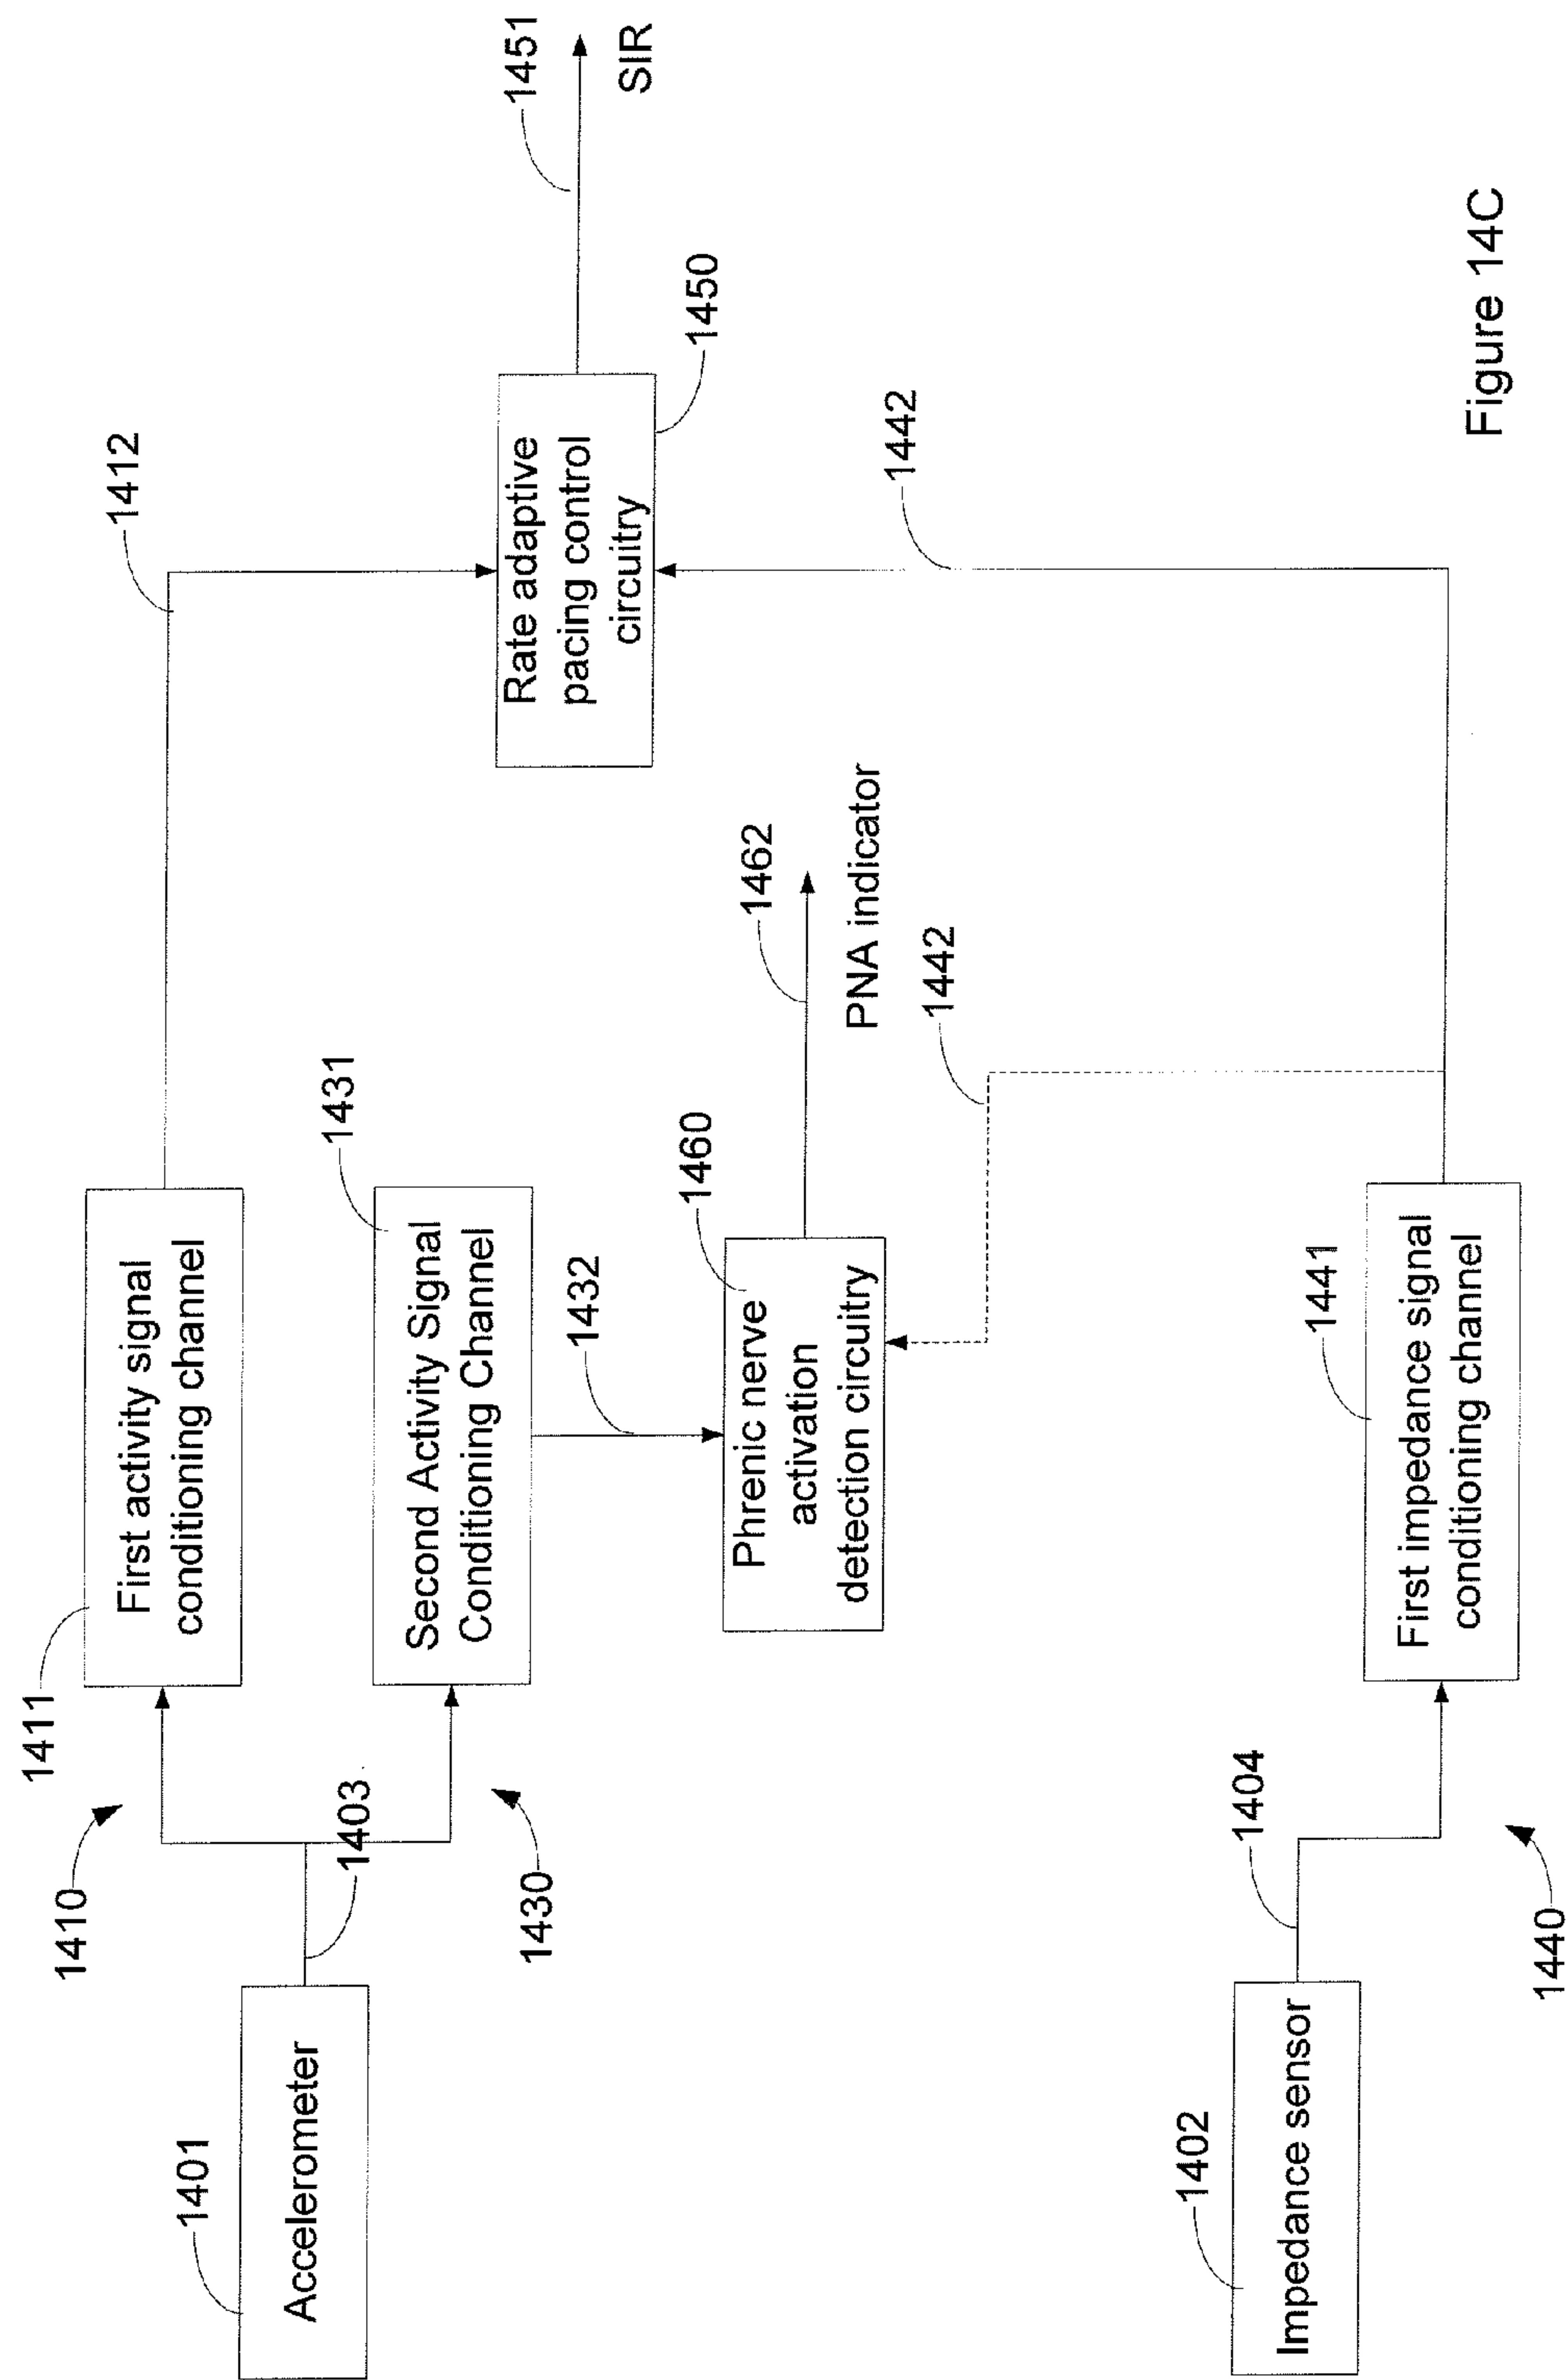 1401
Accelerometer
1403
1410
1430
1411
First activity signal
conditioning channel
1412
1431
Second Activity Signal
Conditioning Channel
1432
1460
Phrenic nerve
activation
detection circuitry
1462
PNA indicator
1442
Rate adaptive
pacing control
circuitry
1450
1451
SIR
1402
Impedance sensor
1404
1440
1441
First impedance signal
conditioning channel
1442
Figure 14C